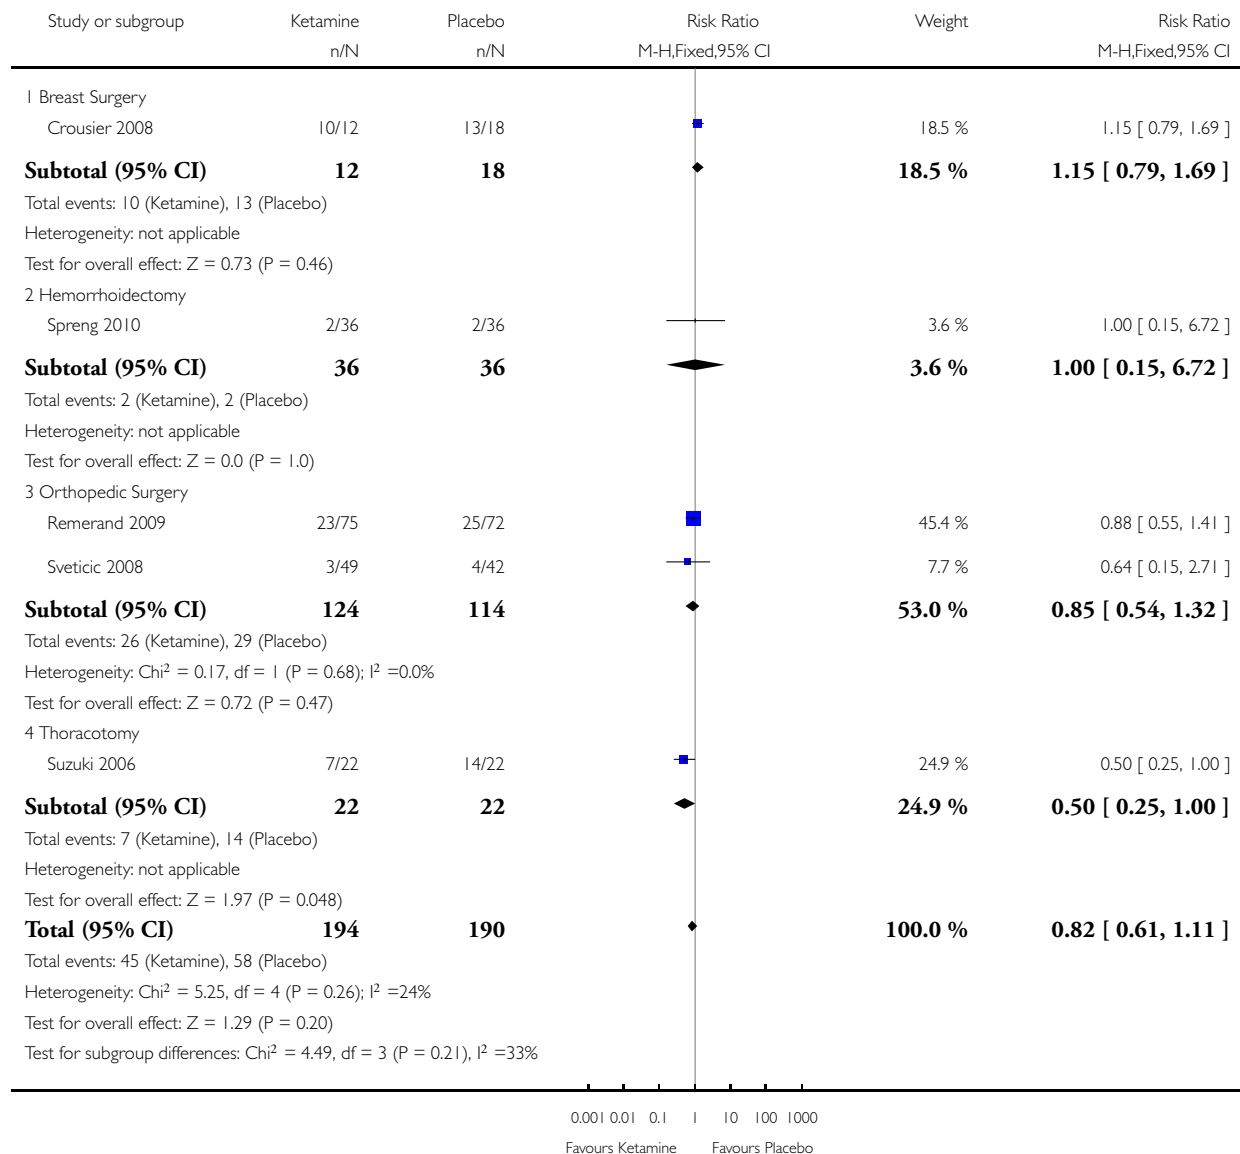 Study or subgroup Ketamine Placebo Risk Ratio Weight Risk Ratio
n/N n/N M-H,Fixed,95% CI M-H,Fixed,95% CI
1 Breast Surgery
Crousier 2008 10/12 13/18 18.5 % 1.15 [ 0.79, 1.69 ]
Subtotal (95% CI) 12 18 18.5 % 1.15 [ 0.79, 1.69 ]
Total events: 10 (Ketamine), 13 (Placebo)
Heterogeneity: not applicable
Test for overall effect: Z = 0.73 (P = 0.46)
2 Hemorrhoidectomy
Spreng 2010 2/36 2/36 3.6 % 1.00 [ 0.15, 6.72 ]
Subtotal (95% CI) 36 36 3.6 % 1.00 [ 0.15, 6.72 ]
Total events: 2 (Ketamine), 2 (Placebo)
Heterogeneity: not applicable
Test for overall effect: Z = 0.0 (P = 1.0)
3 Orthopedic Surgery
Remerand 2009 23/75 25/72 45.4 % 0.88 [ 0.55, 1.41 ]
Sveticic 2008 3/49 4/42 7.7 % 0.64 [ 0.15, 2.71 ]
Subtotal (95% CI) 124 114 53.0 % 0.85 [ 0.54, 1.32 ]
Total events: 26 (Ketamine), 29 (Placebo)
Heterogeneity: Chi² = 0.17, df = 1 (P = 0.68); I² =0.0%
Test for overall effect: Z = 0.72 (P = 0.47)
4 Thoracotomy
Suzuki 2006 7/22 14/22 24.9 % 0.50 [ 0.25, 1.00 ]
Subtotal (95% CI) 22 22 24.9 % 0.50 [ 0.25, 1.00 ]
Total events: 7 (Ketamine), 14 (Placebo)
Heterogeneity: not applicable
Test for overall effect: Z = 1.97 (P = 0.048)
Total (95% CI) 194 190 100.0 % 0.82 [ 0.61, 1.11 ]
Total events: 45 (Ketamine), 58 (Placebo)
Heterogeneity: Chi² = 5.25, df = 4 (P = 0.26); I² =24%
Test for overall effect: Z = 1.29 (P = 0.20)
Test for subgroup differences: Chi² = 4.49, df = 3 (P = 0.21), I² =33%
0.001 0.01 0.1 1 10 100 1000
Favours Ketamine Favours Placebo